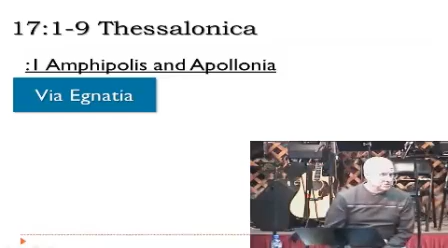 17:1-9 Thessalonica
:1 Amphipolis and Apollonia
Via Egnatia